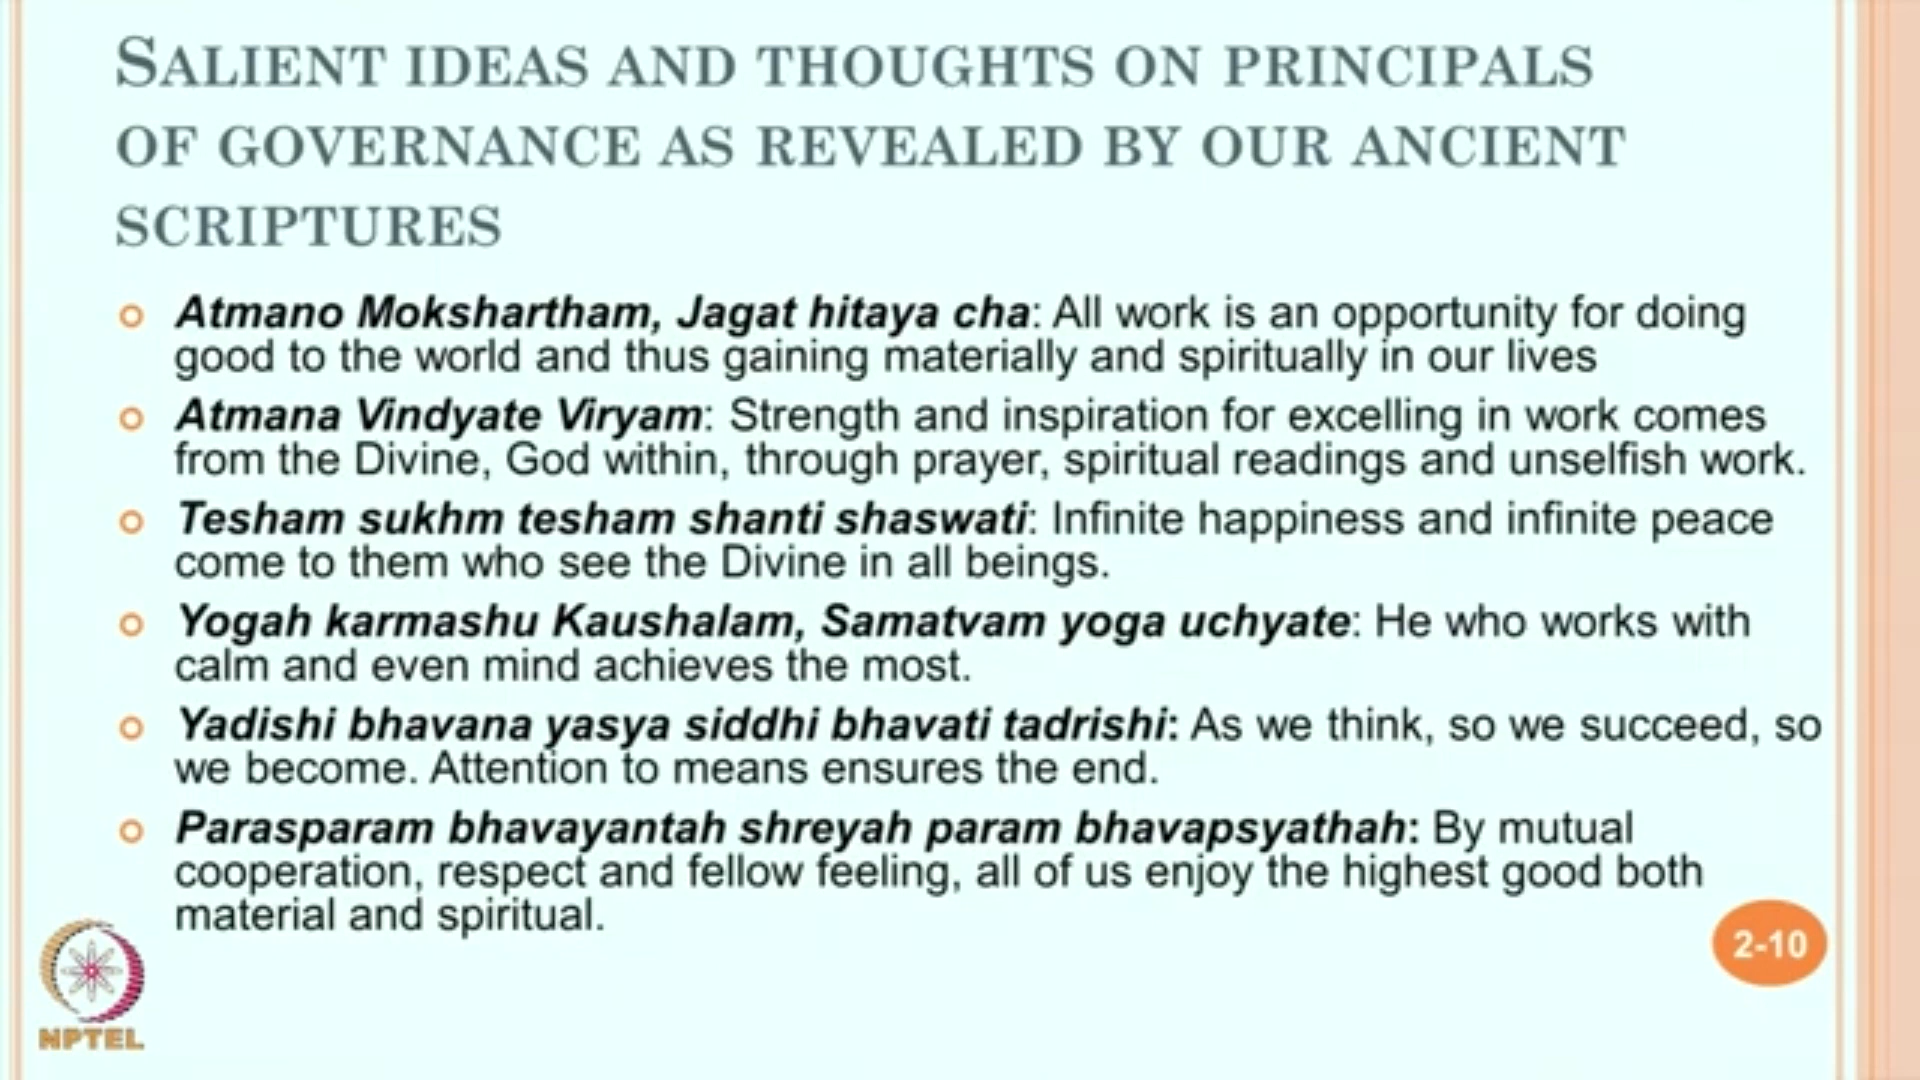 SALIENT IDEAS AND THOUGHTS ON PRINCIPALS
OF GOVERNANCE AS REVEALED BY OUR ANCIENT
SCRIPTURES
Atmano Mokshartham, Jagat hitaya cha: All work is an opportunity for doing
good to the world and thus gaining materially and spiritually in our lives
Atmana Vindyate Viryam: Strength and inspiration for excelling in work comes
from the Divine, God within, through prayer, spiritual readings and unselfish work.
Tesham sukhm tesham shanti shaswati: Infinite happiness and infinite peace
come to them who see the Divine in all beings.
Yogah karmashu Kaushalam, Samatvam yoga uchyate: He who works with
calm and even mind achieves the most.
Yadishi bhavana yasya siddhi bhavati tadrishi: As we think, so we succeed, so
we become. Attention to means ensures the end.
Parasparam bhavayantah shreyah param bhavapsyathah: By mutual
cooperation, respect and fellow feeling, all of us enjoy the highest good both
material and spiritual.
2-10
NPTEL